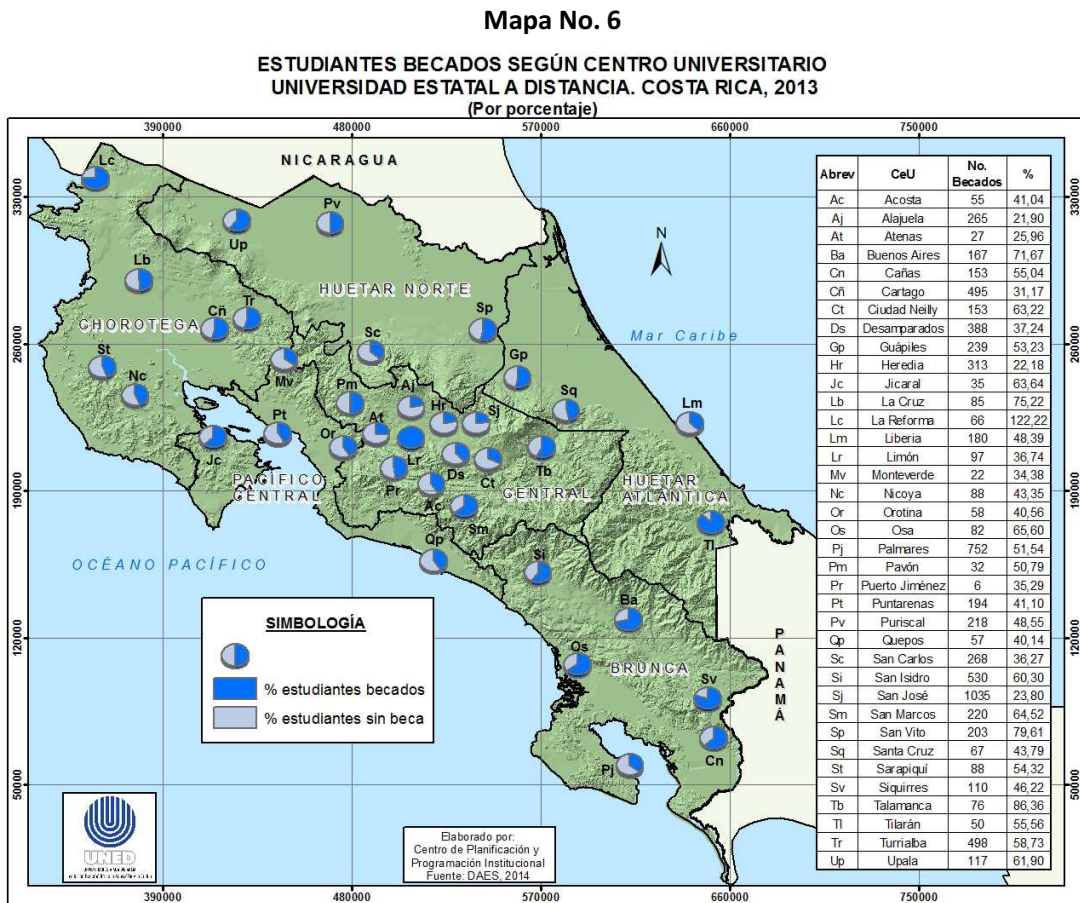 Mapa No. 6
ESTUDIANTES BECADOS SEGÚN CENTRO UNIVERSITARIO
UNIVERSIDAD ESTATAL A DISTANCIA. COSTA RICA, 2013
(Por porcentaje)
390000 480000 570000 660000 750000
330000
260000
190000
120000
50000
330000
260000
190000
120000
50000
390000 480000 570000 660000 750000
NICARAGUA
Lc
Up
Pv
Lb
HUETAR NORTE
N
CHOROTEGA
Cñ
Tr
Sp
Mar Caribe
St
Nc
Mv
Sc
Gp
Pm
Aj
Hr
Sj
Sq
Lm
Jc
Pt
Or
At
Lr
Ds
Ct
Tb
PACÍFICO
CENTRAL
Pr
Ac
Sm
CENTRAL
HUETAR
ATLÁNTICA
Tl
OCÉANO PACÍFICO
Qp
Si
Ba
Os
BRUNCA
Sv
Cn
Pj
PANAMÁ
SIMBOLOGÍA
% estudiantes becados
% estudiantes sin beca
UNED
Elaborado por:
Centro de Planificación y
Programación Institucional
Fuente: DAES, 2014
Abrev CeU No. Becados %
Ac Acosta 55 41,04
Aj Alajuela 265 21,90
At Atenas 27 25,96
Ba Buenos Aires 167 71,67
Cn Cañas 153 55,04
Cñ Cartago 495 31,17
Ct Ciudad Neilly 153 63,22
Ds Desamparados 388 37,24
Gp Guápiles 239 53,23
Hr Heredia 313 22,18
Jc Jicaral 35 63,64
Lb La Cruz 85 75,22
Lc La Reforma 66 122,22
Lm Liberia 180 48,39
Lr Limón 97 36,74
Mv Monteverde 22 34,38
Nc Nicoya 88 43,35
Or Orotina 58 40,56
Os Osa 82 65,60
Pj Palmares 752 51,54
Pm Pavón 32 50,79
Pr Puerto Jiménez 6 35,29
Pt Puntarenas 194 41,10
Pv Puriscal 218 48,55
Qp Quepos 57 40,14
Sc San Carlos 268 36,27
Si San Isidro 530 60,30
Sj San José 1035 23,80
Sm San Marcos 220 64,52
Sp San Vito 203 79,61
Sq Santa Cruz 67 43,79
St Sarapiquí 88 54,32
Sv Siquirres 110 46,22
Tb Talamanca 76 86,36
Tl Tilarán 50 55,56
Tr Turrialba 498 58,73
Up Upala 117 61,90